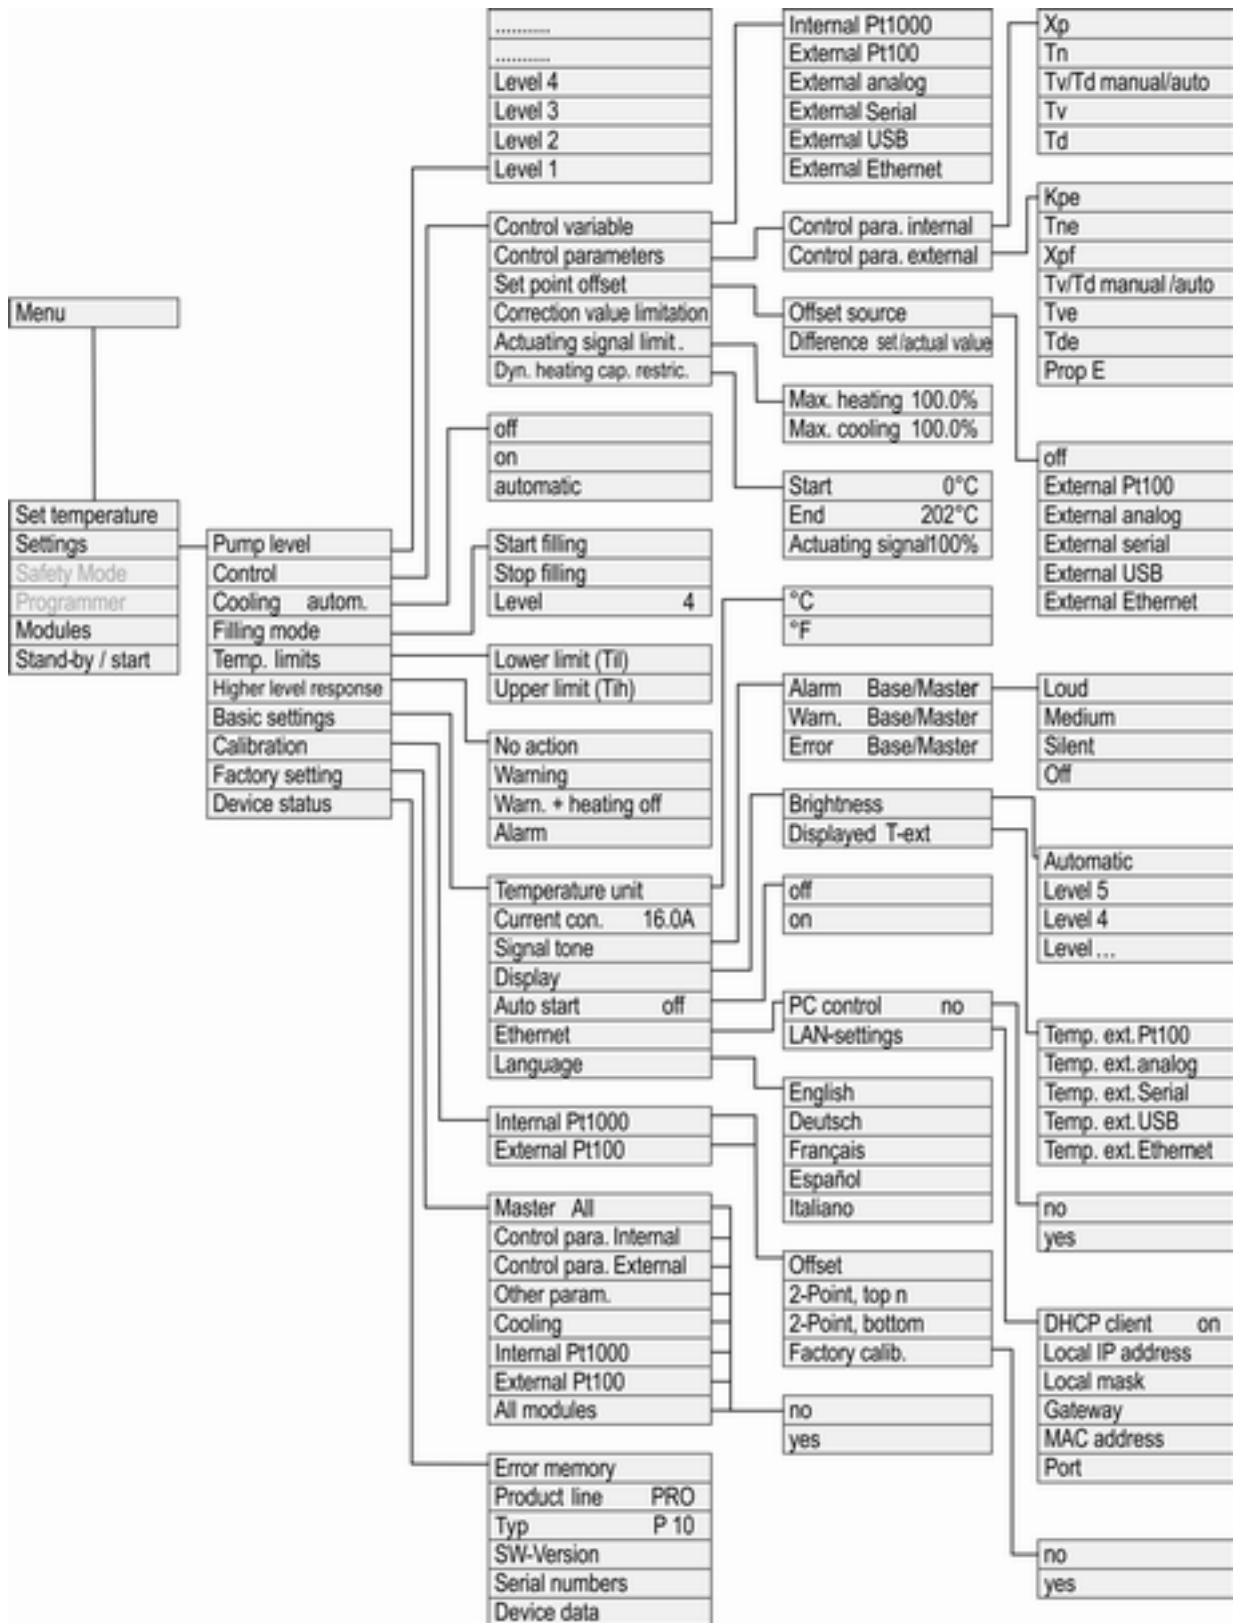 Menu
Set temperature
Settings
Safety Mode
Programmer
Modules
Stand-by / start
Pump level
Control
Cooling autom.
Filling mode
Temp. limits
Higher level response
Basic settings
Calibration
Factory setting
Device status
...........
...........
Level 4
Level 3
Level 2
Level 1
Control variable
Control parameters
Set point offset
Correction value limitation
Actuating signal limit.
Dyn. heating cap. restric.
off
on
automatic
Start filling
Stop filling
Level 4
Lower limit (Til)
Upper limit (Tih)
No action
Warning
Warn. + heating off
Alarm
Temperature unit
Current con. 16.0A
Signal tone
Display
Auto start off
Ethernet
Language
Internal Pt1000
External Pt100
Master All
Control para. Internal
Control para. External
Other param.
Cooling
Internal Pt1000
External Pt100
All modules
Error memory
Product line PRO
Typ P 10
SW-Version
Serial numbers
Device data
Internal Pt1000
External Pt100
External analog
External Serial
External USB
External Ethernet
Control para. internal
Control para. external
Offset source
Difference set/actual value
Max. heating 100.0%
Max. cooling 100.0%
Start 0°C
End 202°C
Actuating signal100%
°C
°F
Alarm Base/Master
Warn. Base/Master
Error Base/Master
Brightness
Displayed T-ext
off
on
PC control no
LAN-settings
English
Deutsch
Français
Español
Italiano
Offset
2-Point, top n
2-Point, bottom
Factory calib.
no
yes
Xp
Tn
Tv/Td manual/auto
Tv
Td
Kpe
Tne
Xpf
Tv/Td manual /auto
Tve
Tde
Prop E
off
External Pt100
External analog
External serial
External USB
External Ethernet
Loud
Medium
Silent
Off
Automatic
Level 5
Level 4
Level ...
Temp. ext. Pt100
Temp. ext. analog
Temp. ext. Serial
Temp. ext. USB
Temp. ext. Ethernet
no
yes
DHCP client on
Local IP address
Local mask
Gateway
MAC address
Port
no
yes